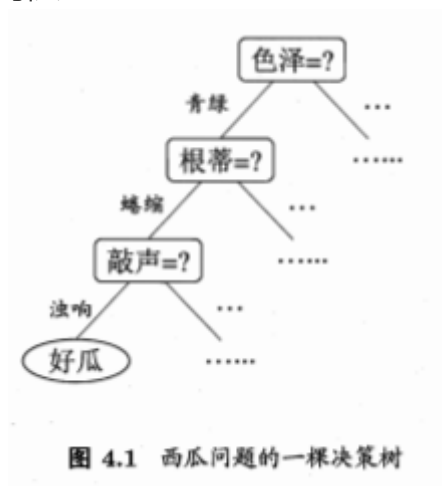 色泽=?
青绿
…
根蒂=?
……
蜷缩
…
敲声=?
……
浊响
…
好瓜
……
图 4.1 西瓜问题的一棵决策树